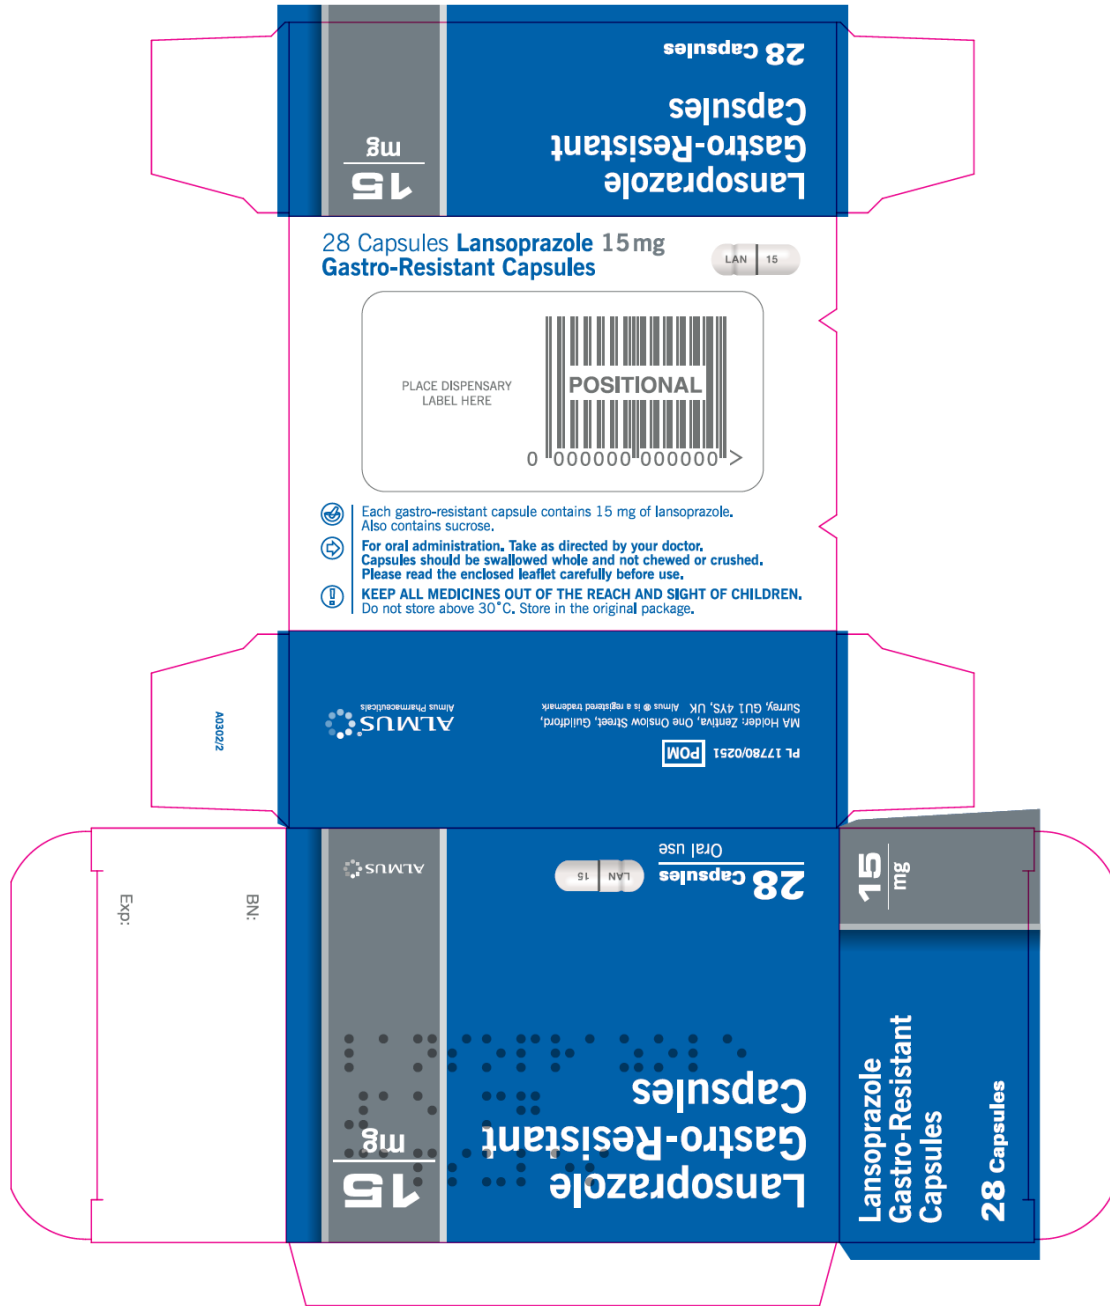 28 Capsules
Lansoprazole
Gastro-Resistant
Capsules
15
mg
28 Capsules Lansoprazole 15 mg
Gastro-Resistant Capsules
LAN 15
PLACE DISPENSARY
LABEL HERE
POSITIONAL
0 000000 000000 >
Each gastro-resistant capsule contains 15 mg of lansoprazole.
Also contains sucrose.
For oral administration. Take as directed by your doctor.
Capsules should be swallowed whole and not chewed or crushed.
Please read the enclosed leaflet carefully before use.
KEEP ALL MEDICINES OUT OF THE REACH AND SIGHT OF CHILDREN.
Do not store above 30˚C. Store in the original package.
A0302/2
PL 17780/0251 POM
MA Holder: Zentiva, One Onslow Street, Guildford,
Surrey, GU1 4YS, UK Almus ® is a registered trademark
ALMUS
Almus Pharmaceuticals
BN:
Exp:
Lansoprazole
Gastro-Resistant
Capsules
15
mg
28 Capsules
Oral use
LAN 15
ALMUS
15
mg
Lansoprazole
Gastro-Resistant
Capsules
28 Capsules